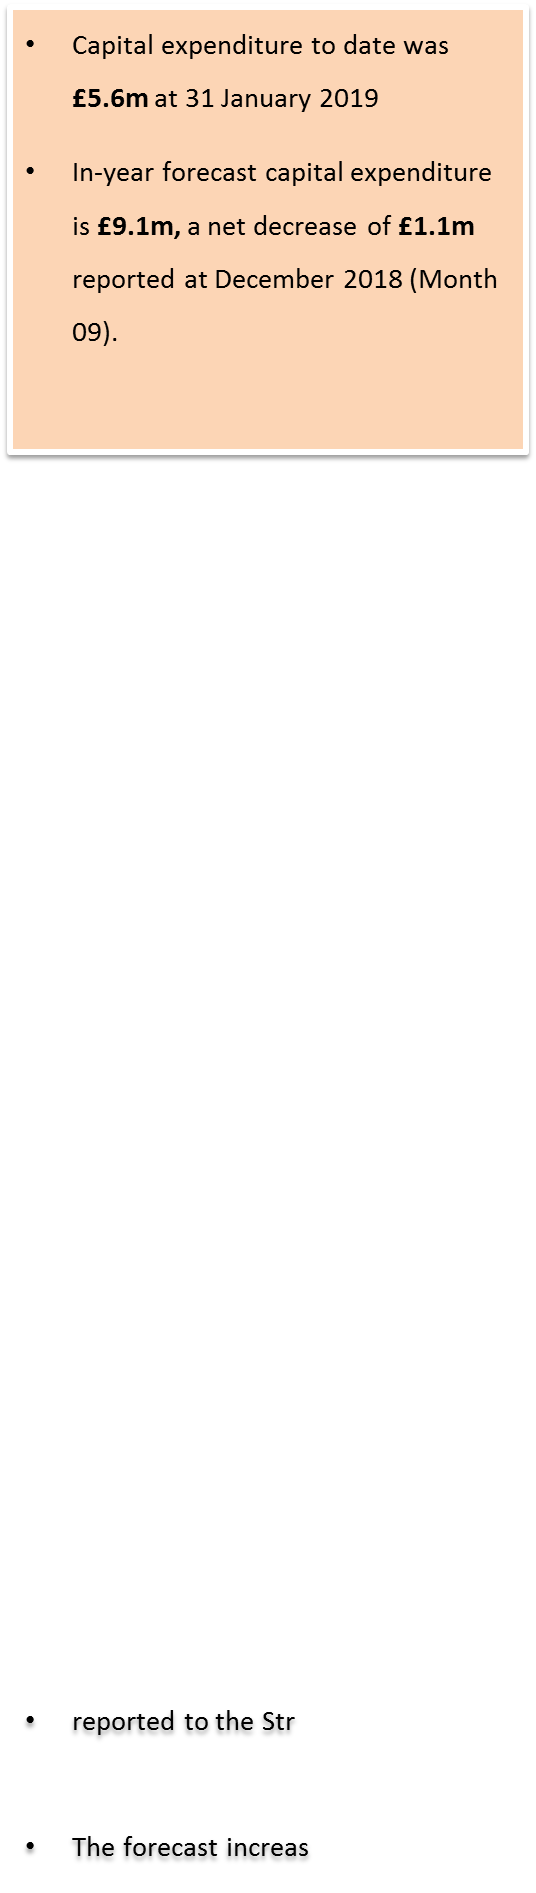 • Capital expenditure to date was
£5.6m at 31 January 2019
• In-year forecast capital expenditure
is £9.1m, a net decrease of £1.1m
reported at December 2018 (Month
09).
• reported to the Str
• The forecast increas